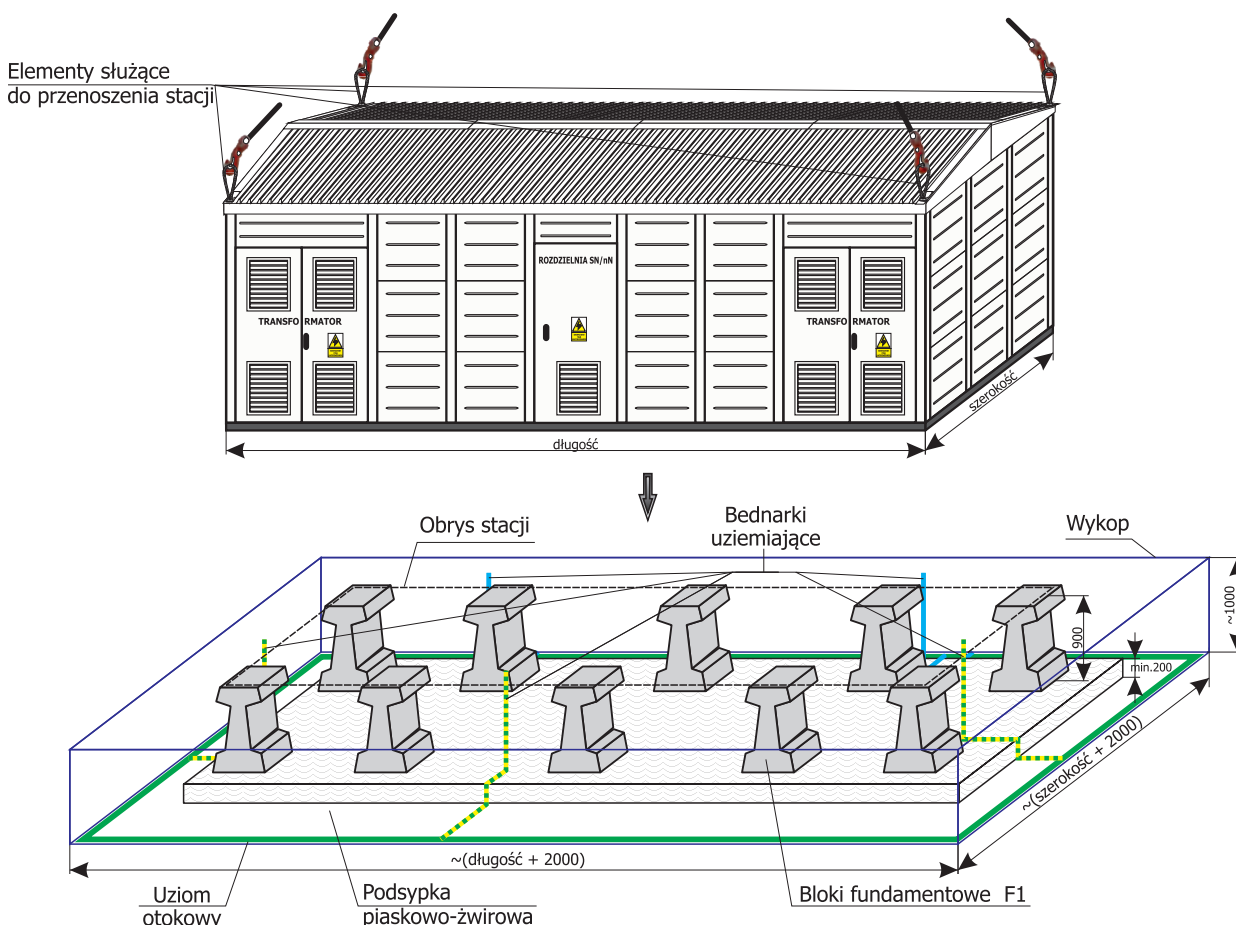 Elementy służące
do przenoszenia stacji
ROZDZIELNIA SN/nN
TRANSFO RMATOR
TRANSFO RMATOR
szerokość
długość
Obrys stacji
Bednarki
uziemiające
Wykop
~1000
900
min.200
~(szerokość + 2000)
~(długość + 2000)
Uziom
otokowy
Podsypka
piaskowo-żwirowa
Bloki fundamentowe F1